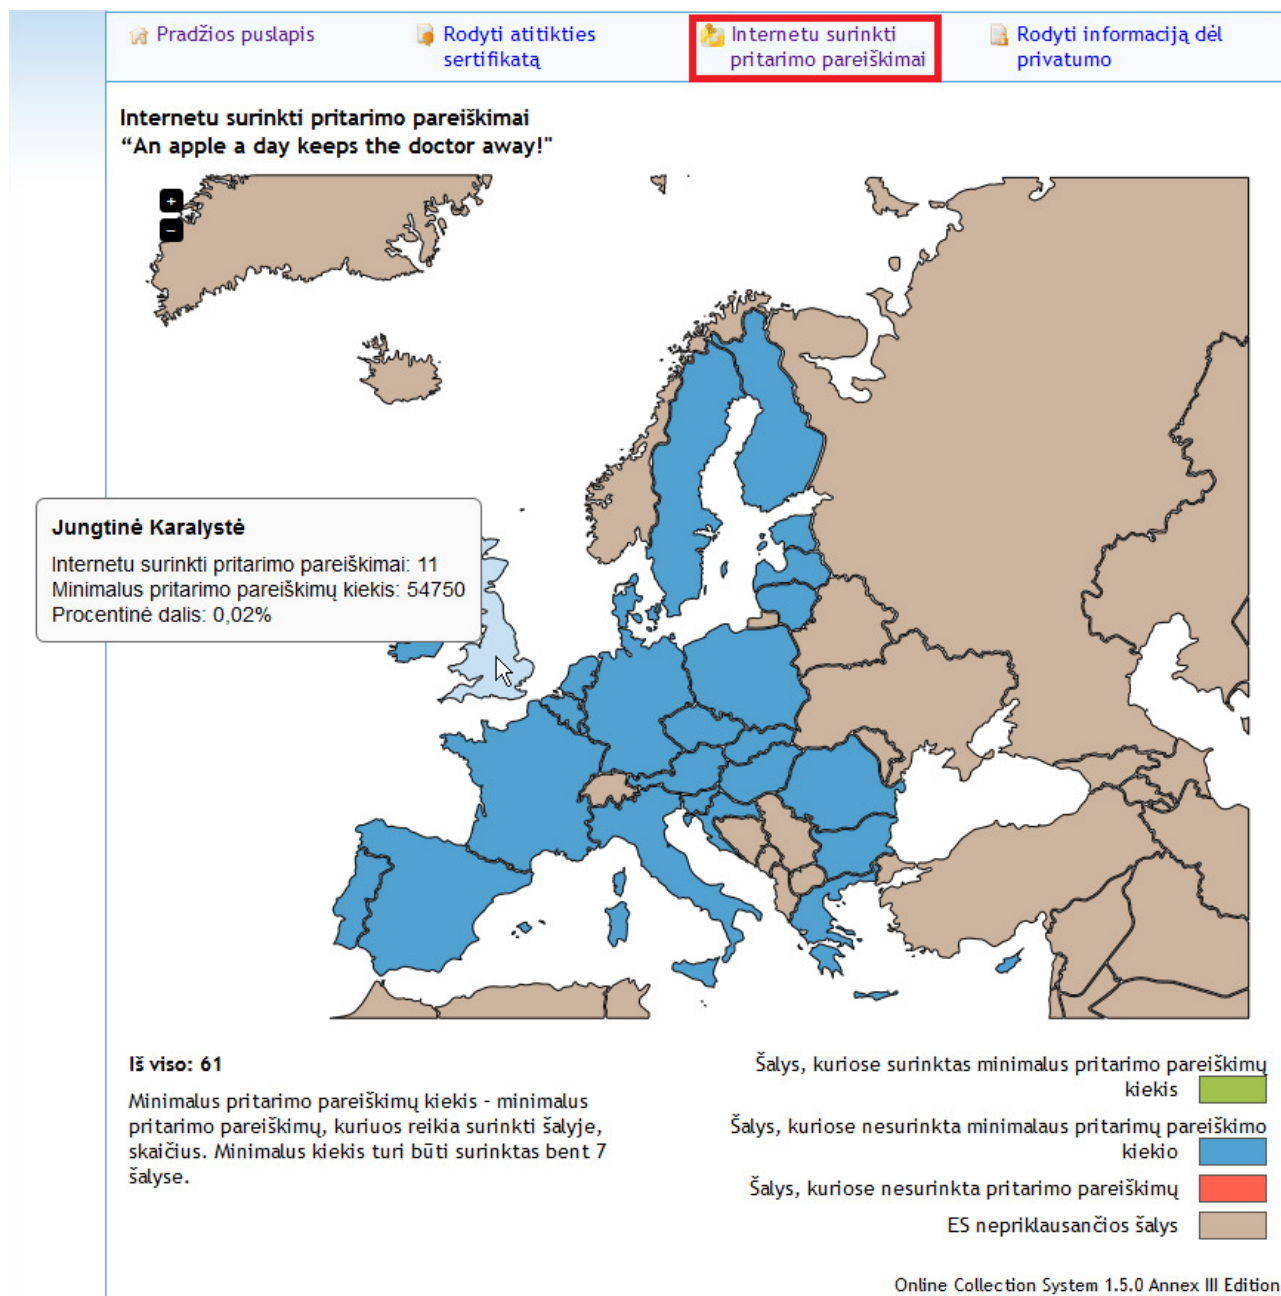 Pradžios puslapis
Rodyti atitikties
sertifikatą
Internetu surinkti
pritarimo pareiškimai
Rodyti informaciją dėl
privatumo
Internetu surinkti pritarimo pareiškimai
“An apple a day keeps the doctor away!"
+
−
Jungtinė Karalystė
Internetu surinkti pritarimo pareiškimai: 11
Minimalus pritarimo pareiškimų kiekis: 54750
Procentinė dalis: 0,02%
Iš viso: 61
Minimalus pritarimo pareiškimų kiekis - minimalus
pritarimo pareiškimų, kuriuos reikia surinkti šalyje,
skaičius. Minimalus kiekis turi būti surinktas bent 7
šalyse.
Šalys, kuriose surinktas minimalus pritarimo pareiškimų
kiekis
Šalys, kuriose nesurinkta minimalaus pritarimų pareiškimo
kiekio
Šalys, kuriose nesurinkta pritarimo pareiškimų
ES nepriklausančios šalys
Online Collection System 1.5.0 Annex III Edition